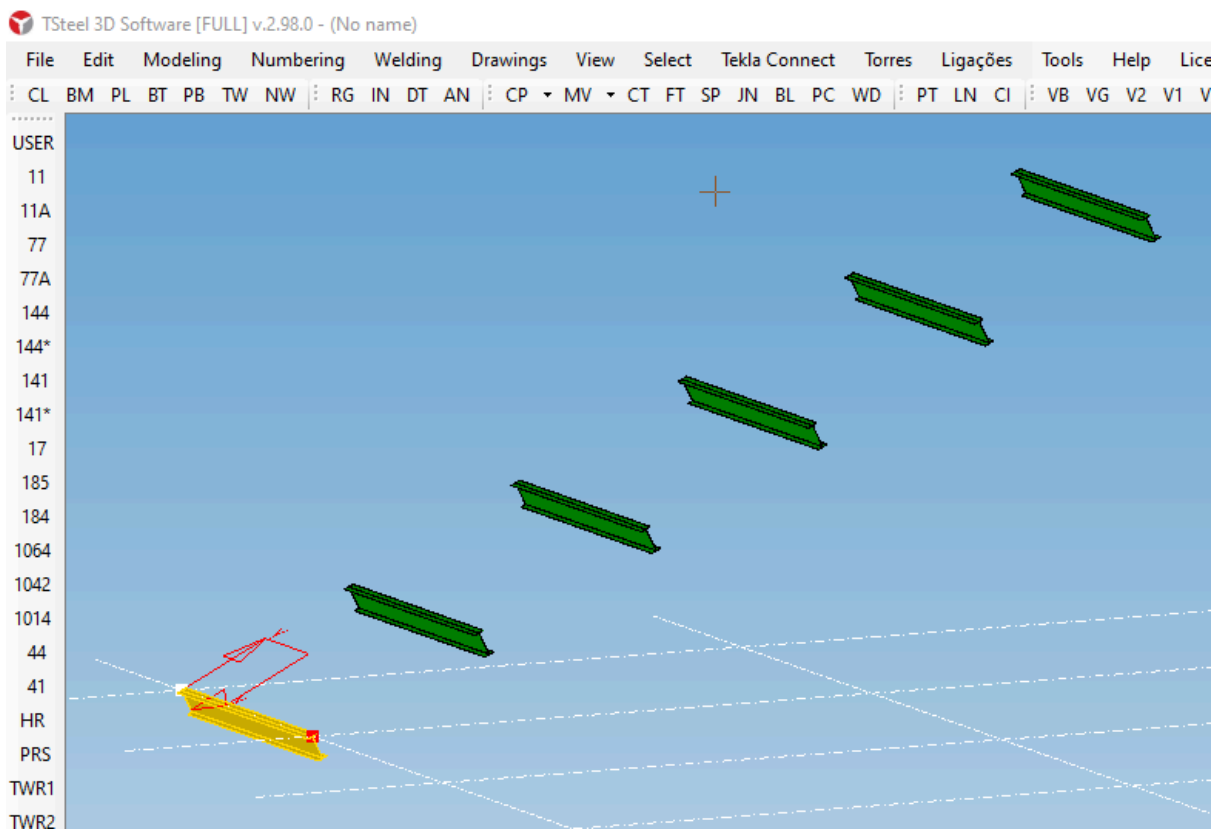 TSteel 3D Software [FULL] v.2.98.0 - (No name)
File Edit Modeling Numbering Welding Drawings View Select Tekla Connect Torres Ligações Tools Help Lice
CL BM PL BT PB TW NW RG IN DT AN CP MV CT FT SP JN BL PC WD PT LN CI VB VG V2 V1 V
USER
11
11A
77
77A
144
144*
141
141*
17
185
184
1064
1042
1014
44
41
HR
PRS
TWR1
TWR2